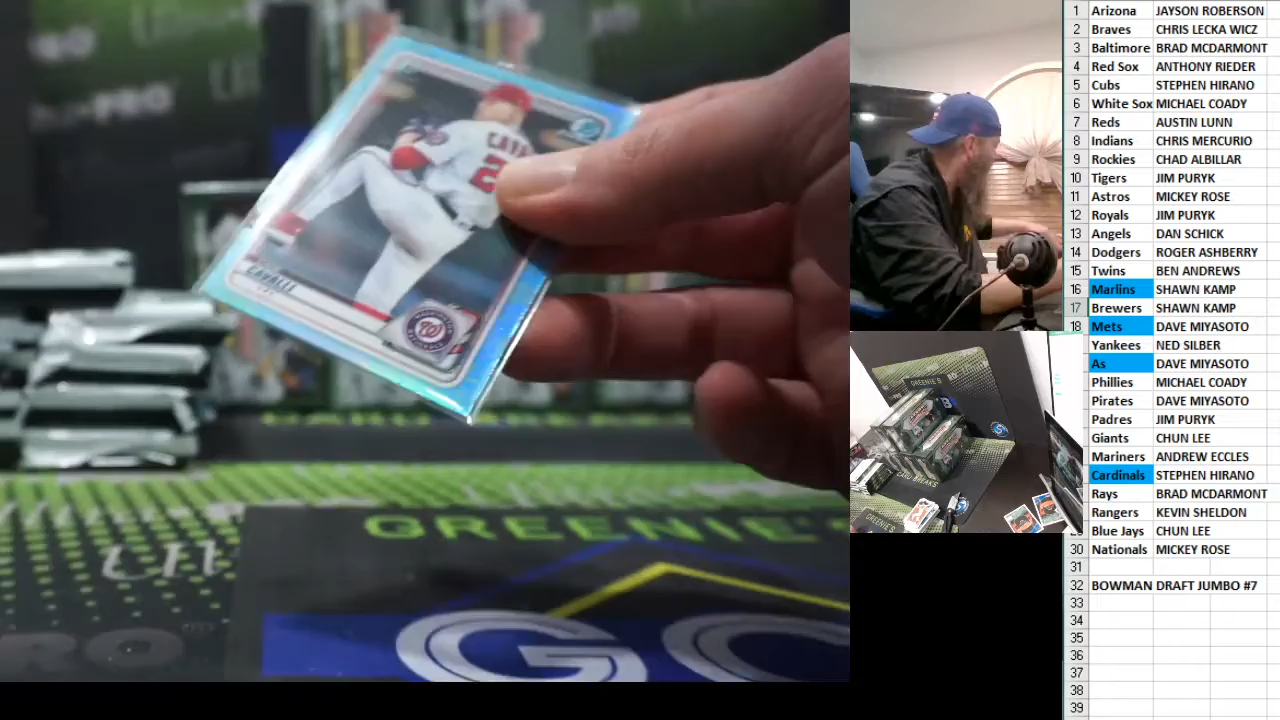 CAVALLI
W
GREENIE'S
GC
1 Arizona JAYSON ROBERSON
2 Braves CHRIS LECKA WICZ
3 Baltimore BRAD MCDARMONT
4 Red Sox ANTHONY RIEDER
5 Cubs STEPHEN HIRANO
6 White Sox MICHAEL COADY
7 Reds AUSTIN LUNN
8 Indians CHRIS MERCURIO
9 Rockies CHAD ALBILLAR
10 Tigers JIM PURYK
11 Astros MICKEY ROSE
12 Royals JIM PURYK
13 Angels DAN SCHICK
14 Dodgers ROGER ASHBERRY
15 Twins BEN ANDREWS
16 Marlins SHAWN KAMP
17 Brewers SHAWN KAMP
18 Mets DAVE MIYASOTO
Yankees NED SILBER
As DAVE MIYASOTO
Phillies MICHAEL COADY
Pirates DAVE MIYASOTO
Padres JIM PURYK
Giants CHUN LEE
Mariners ANDREW ECCLES
Cardinals STEPHEN HIRANO
Rays BRAD MCDARMONT
Rangers KEVIN SHELDON
Blue Jays CHUN LEE
30 Nationals MICKEY ROSE
31
32 BOWMAN DRAFT JUMBO #7
33
34
35
36
37
38
39
GREENIE'S
CARD BREAKS
GREENIE'S